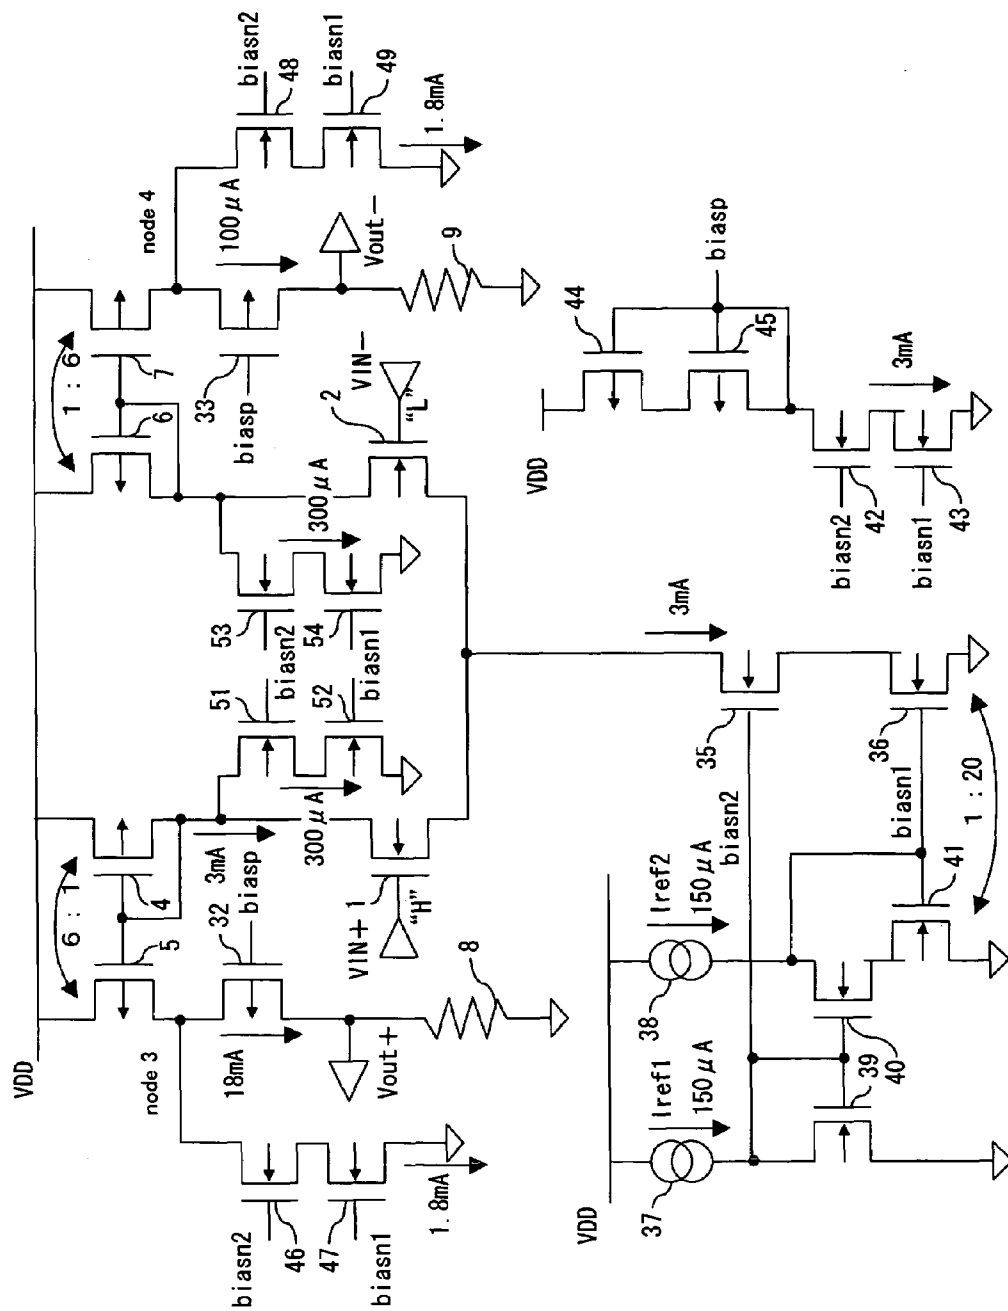 VDD
6 : 1
1 : 6
5
4
6
7
node 3
node 4
18mA
32
biasp
3mA
33
biasp
100μA
biasn2
48
biasn1
49
1.8mA
biasn2
46
47
biasn1
1.8mA
Vout+
8
Vout-
9
300μA
51
biasn2
52
biasn1
53
biasn2
54
biasn1
300μA
VIN+
1
"H"
2
VIN-
"L"
3mA
35
biasn2
36
biasn1
1 : 20
VDD
37
Iref1
150μA
38
Iref2
150μA
39
40
41
VDD
44
45
biasp
biasn2
42
biasn1
43
3mA